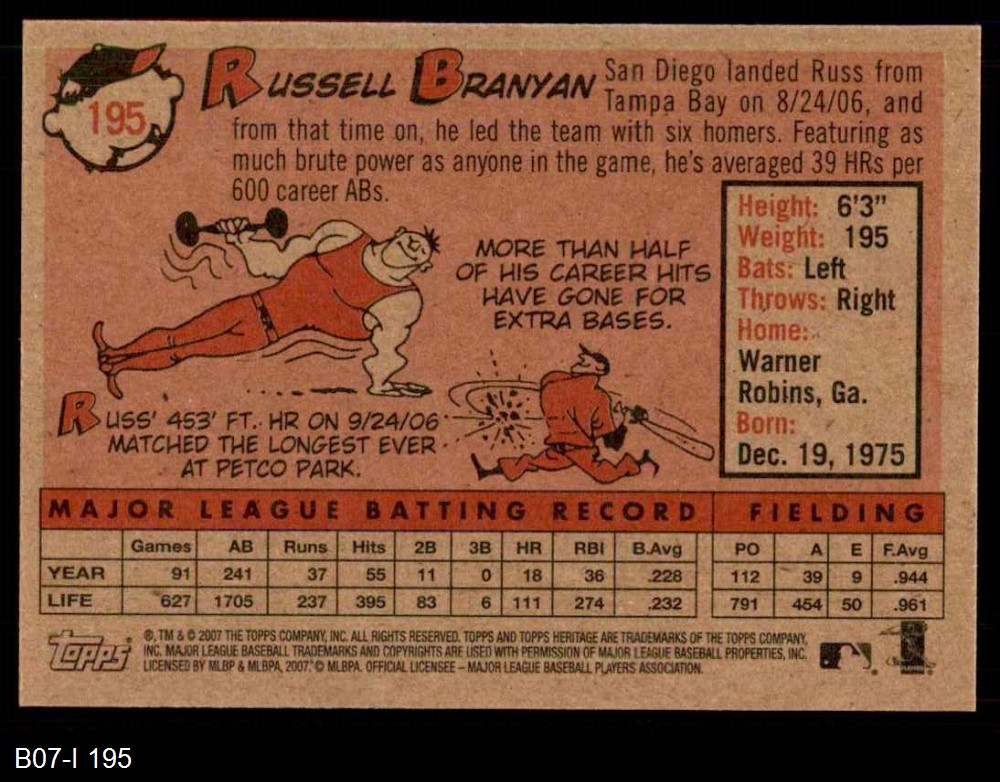 195
RUSSELL BRANYAN
San Diego landed Russ from
Tampa Bay on 8/24/06, and
from that time on, he led the team with six homers. Featuring as
much brute power as anyone in the game, he's averaged 39 HRs per
600 career ABs.
Height: 6'3"
Weight: 195
Bats: Left
Throws: Right
Home:
Warner
Robins, Ga.
Born:
Dec. 19, 1975
MORE THAN HALF
OF HIS CAREER HITS
HAVE GONE FOR
EXTRA BASES.
RUSS' 453' FT. HR ON 9/24/06
MATCHED THE LONGEST EVER
AT PETCO PARK.
MAJOR LEAGUE BATTING RECORD FIELDING
Games AB Runs Hits 2B 3B HR RBI B.Avg PO A E F.Avg
YEAR 91 241 37 55 11 0 18 36 .228 112 39 9 .944
LIFE 627 1705 237 395 83 6 111 274 .232 791 454 50 .961
Topps
®, TM & © 2007 THE TOPPS COMPANY, INC. ALL RIGHTS RESERVED. TOPPS AND TOPPS HERITAGE ARE TRADEMARKS OF THE TOPPS COMPANY,
INC. MAJOR LEAGUE BASEBALL TRADEMARKS AND COPYRIGHTS ARE USED WITH PERMISSION OF MAJOR LEAGUE BASEBALL PROPERTIES, INC.
LICENSED BY MLBP & MLBPA, 2007. © MLBPA. OFFICIAL LICENSEE – MAJOR LEAGUE BASEBALL PLAYERS ASSOCIATION.
B07-I 195